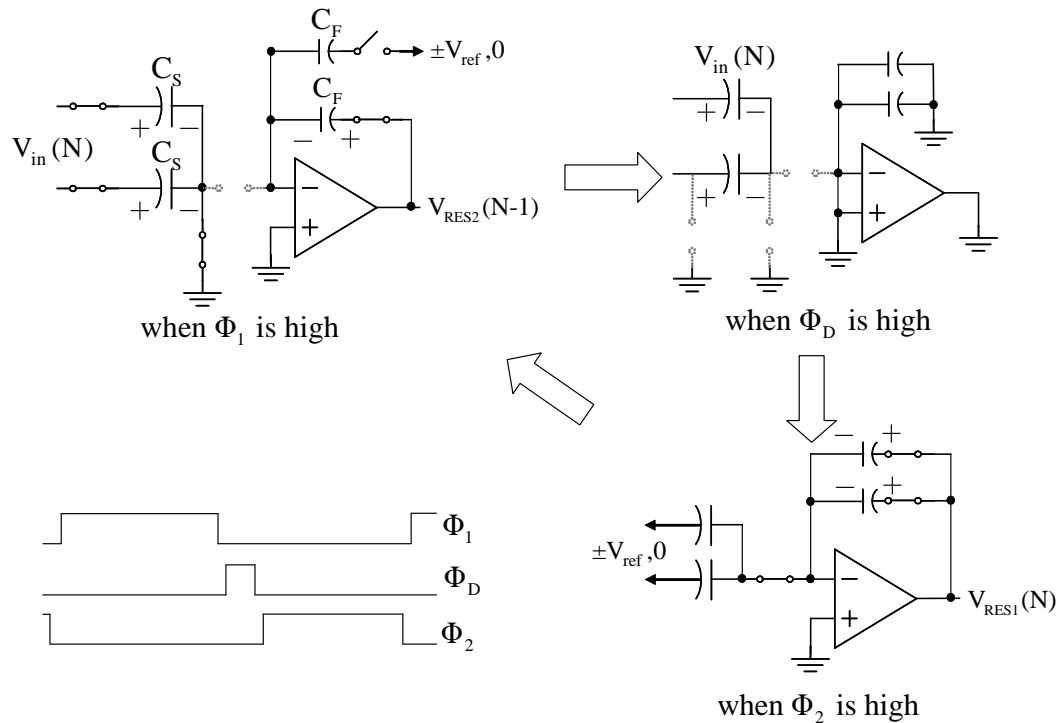 C_F
±V_ref ,0
C_S
C_F
+ −
− +
V_in (N)
C_S
+ −
−
+
V_RES2 (N-1)
when Φ_1 is high
V_in (N)
+ −
+ −
−
+
when Φ_D is high
− +
− +
±V_ref ,0
−
+
V_RES1 (N)
when Φ_2 is high
Φ_1
Φ_D
Φ_2